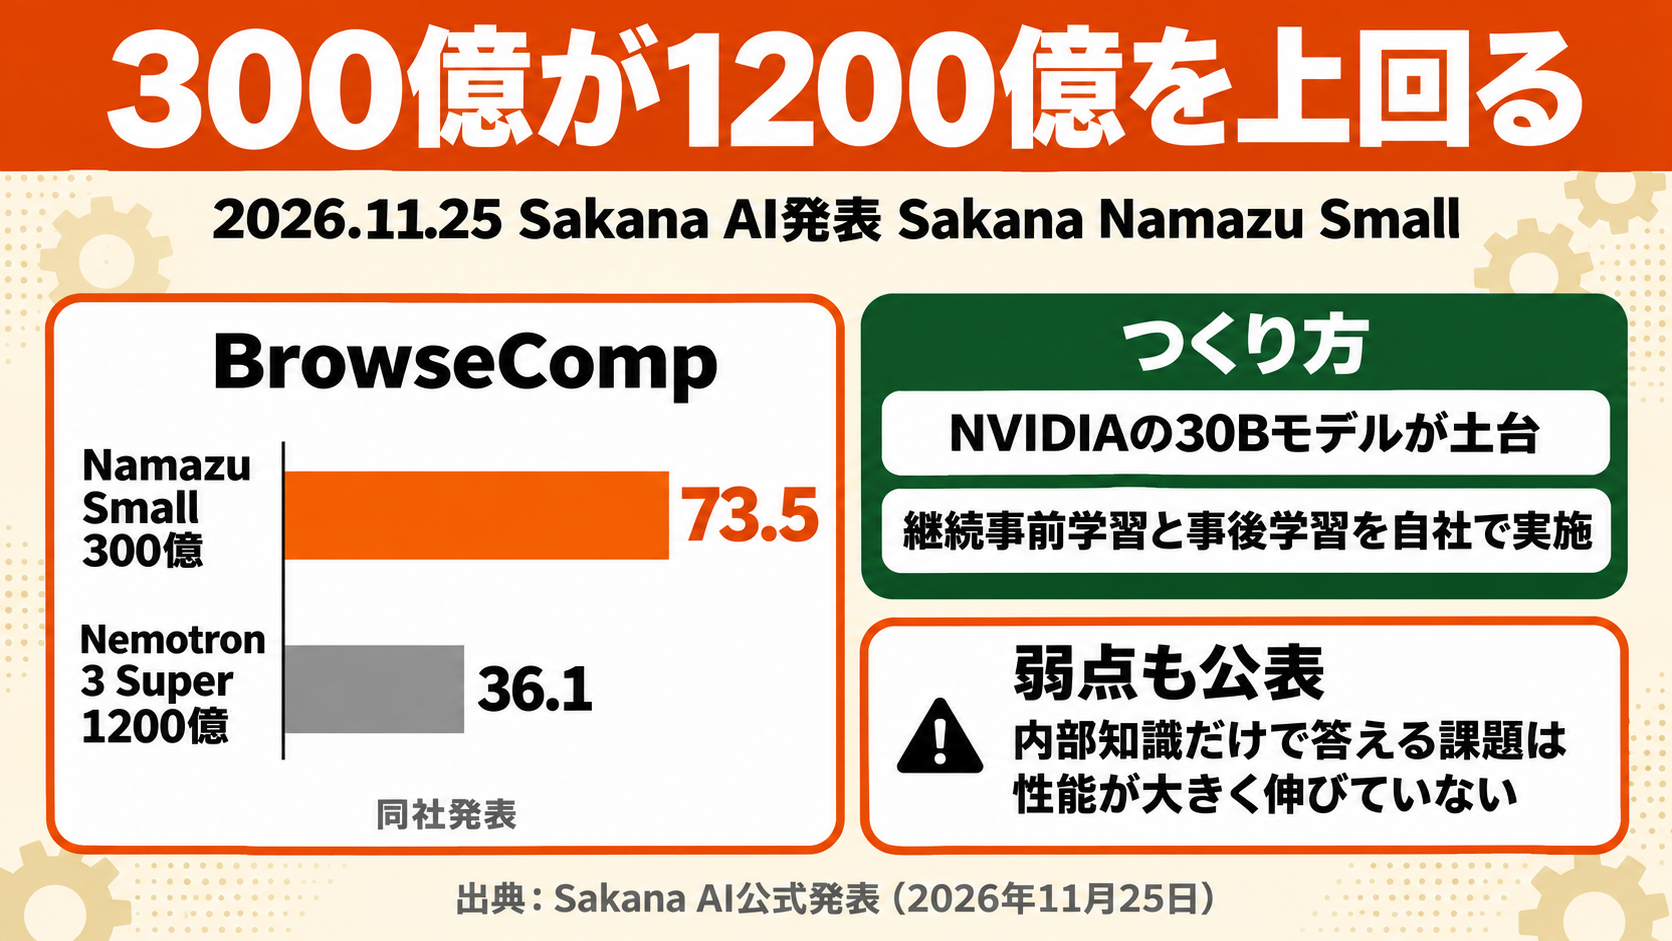 300億が1200億を上回る
2026.11.25 Sakana AI発表 Sakana Namazu Small
BrowseComp
Namazu
Small
300億
73.5
Nemotron
3 Super
1200億
36.1
同社発表
つくり方
NVIDIAの30Bモデルが土台
継続事前学習と事後学習を自社で実施
弱点も公表
内部知識だけで答える課題は
性能が大きく伸びていない
出典：Sakana AI公式発表（2026年11月25日）